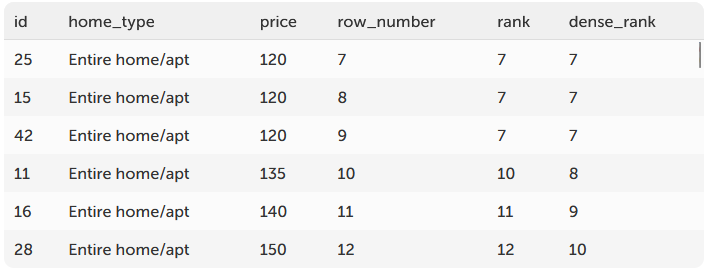 id home_type price row_number rank dense_rank
25 Entire home/apt 120 7 7 7
15 Entire home/apt 120 8 7 7
42 Entire home/apt 120 9 7 7
11 Entire home/apt 135 10 10 8
16 Entire home/apt 140 11 11 9
28 Entire home/apt 150 12 12 10